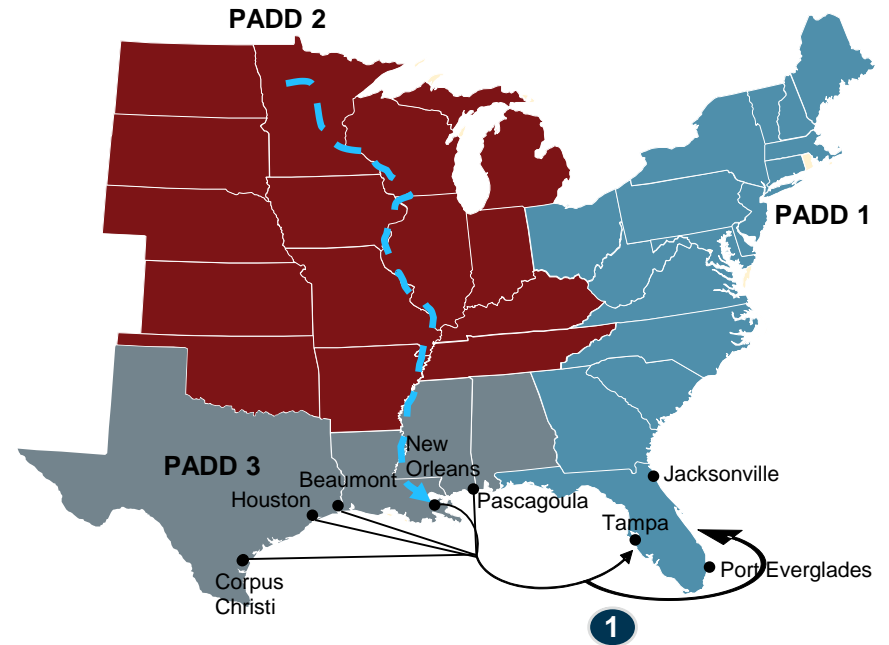 PADD 2
PADD 1
PADD 3
New
Orleans
Beaumont
Houston
Pascagoula
Jacksonville
Tampa
Port Everglades
Corpus
Christi
1